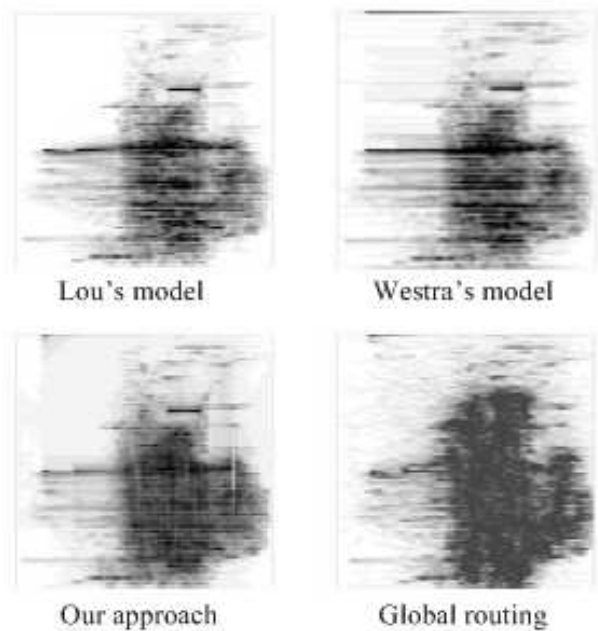 Lou's model
Westra's model
Our approach
Global routing